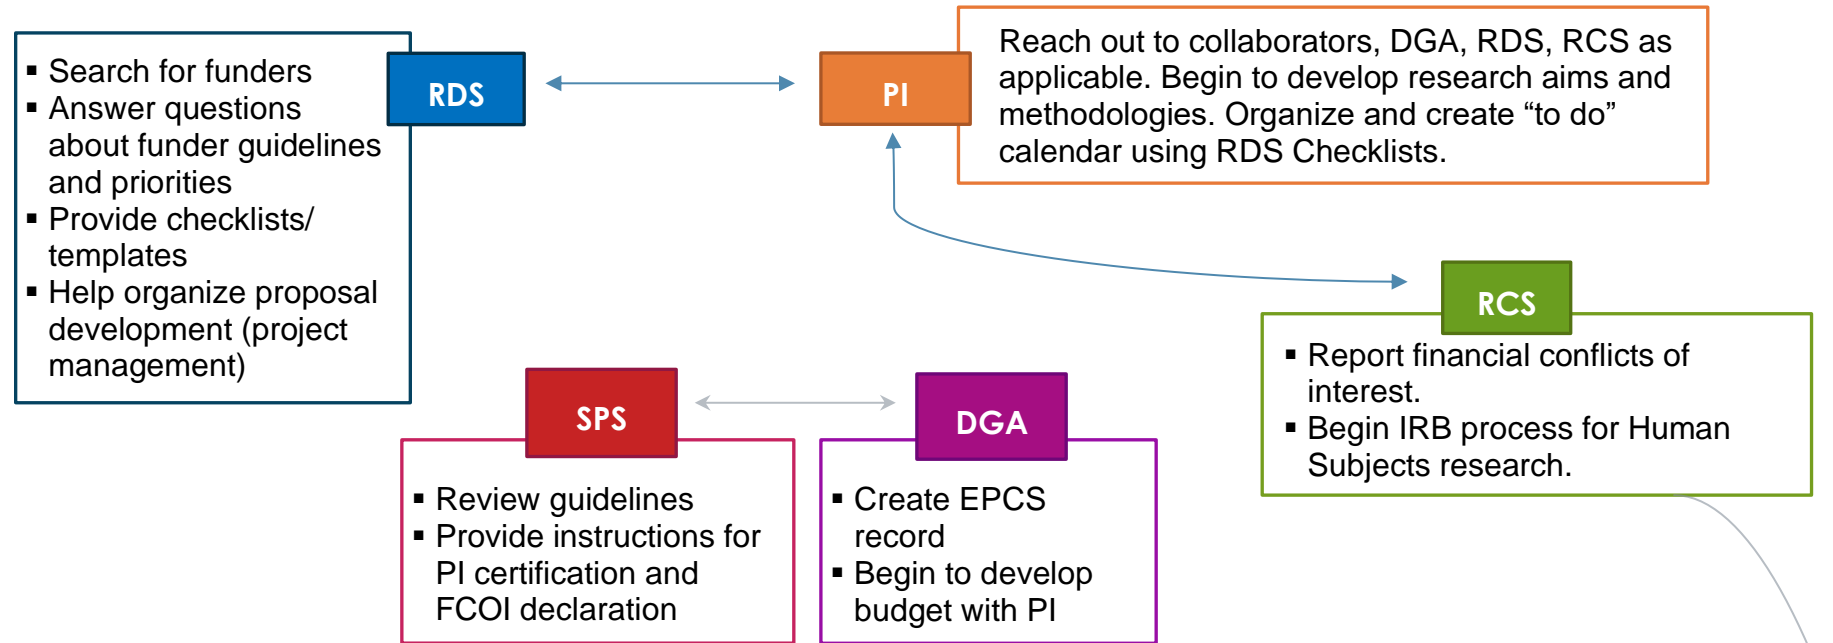 ▪ Search for funders
▪ Answer questions
about funder guidelines
and priorities
▪ Provide checklists/
templates
▪ Help organize proposal
development (project
management)
RDS
PI
Reach out to collaborators, DGA, RDS, RCS as
applicable. Begin to develop research aims and
methodologies. Organize and create “to do”
calendar using RDS Checklists.
RCS
▪ Report financial conflicts of
interest.
▪ Begin IRB process for Human
Subjects research.
SPS
▪ Review guidelines
▪ Provide instructions for
PI certification and
FCOI declaration
DGA
▪ Create EPCS
record
▪ Begin to develop
budget with PI